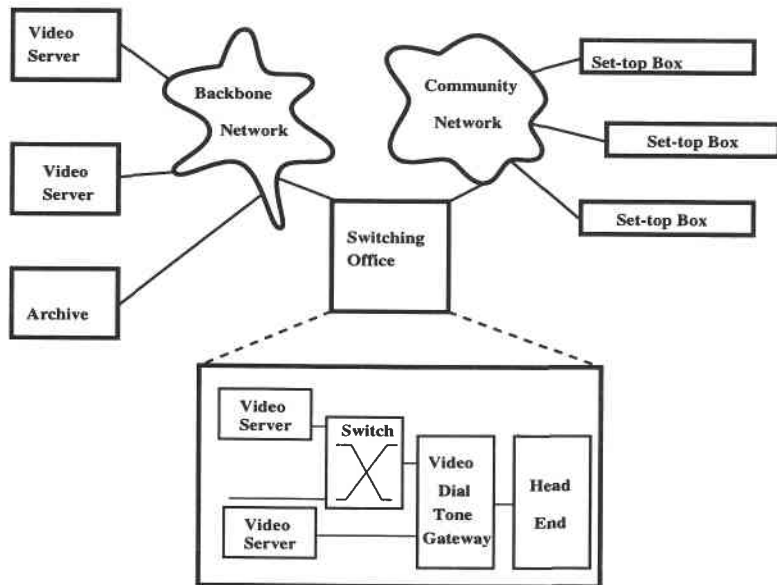 Video
Server
Backbone
Network
Community
Network
Set-top Box
Set-top Box
Set-top Box
Video
Server
Switching
Office
Archive
Video
Server
Switch
Video
Dial
Tone
Gateway
Head
End
Video
Server